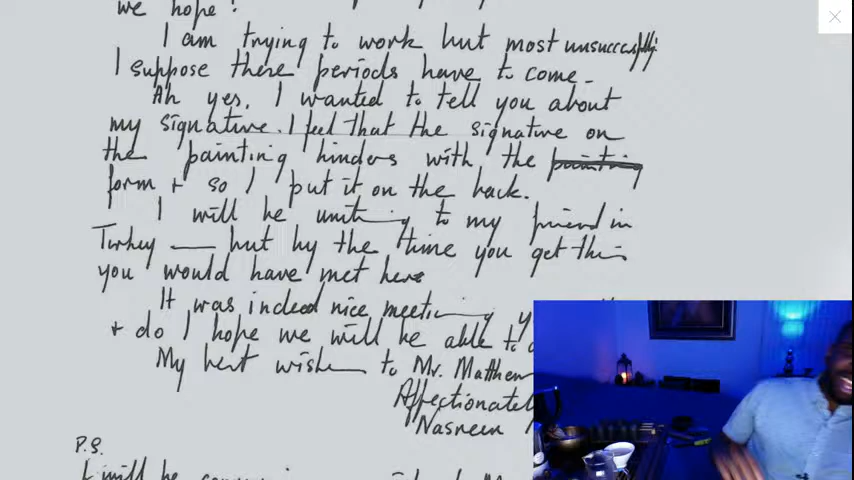 we hope?
I am trying to work but most unsuccessfully
I suppose these periods have to come -
Ah yes, I wanted to tell you about
my signature. I feel that the signature on
the painting hinders with the painting
form + so I put it on the back.
I will be writing to my friend in
Turkey — but by the time you get this
you would have met her
It was indeed nice meeting
+ do I hope we will be able to
My best wishes to Mr. Matthew
Affectionately
Nasreen
P.S.
I will be